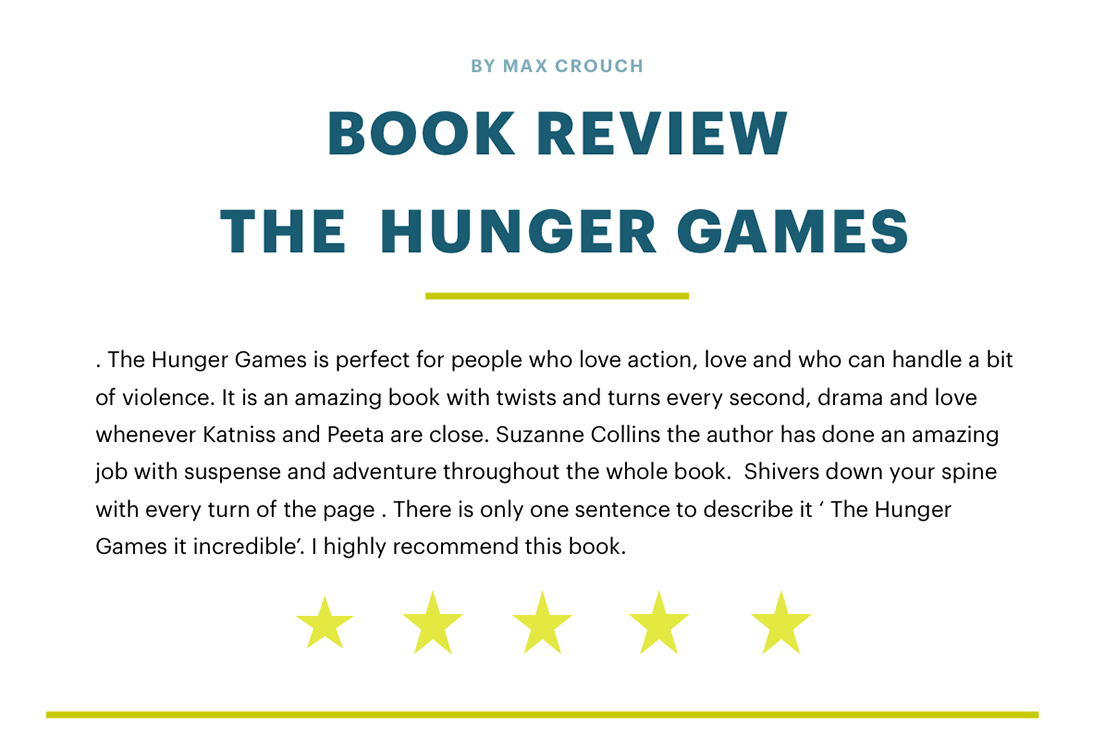 BY MAX CROUCH
BOOK REVIEW
THE  HUNGER GAMES
. The Hunger Games is perfect for people who love action, love and who can handle a bit
of violence. It is an amazing book with twists and turns every second, drama and love
whenever Katniss and Peeta are close. Suzanne Collins the author has done an amazing
job with suspense and adventure throughout the whole book.  Shivers down your spine
with every turn of the page . There is only one sentence to describe it ‘ The Hunger
Games it incredible’. I highly recommend this book.